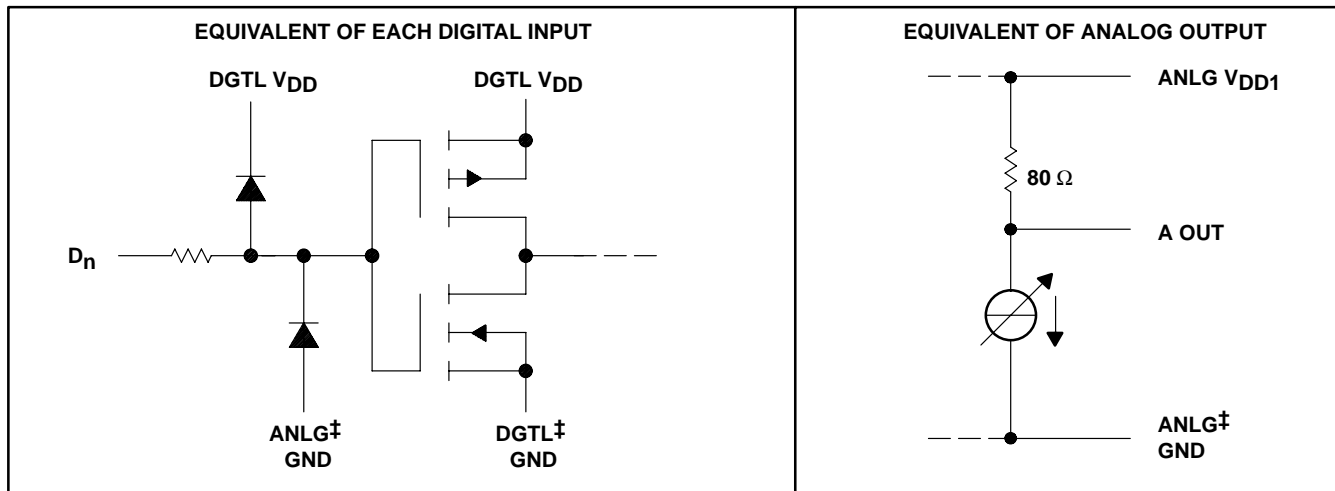 EQUIVALENT OF EACH DIGITAL INPUT
DGTL VDD
DGTL VDD
Dn
ANLG‡
GND
DGTL‡
GND
EQUIVALENT OF ANALOG OUTPUT
ANLG VDD1
80 Ω
A OUT
ANLG‡
GND